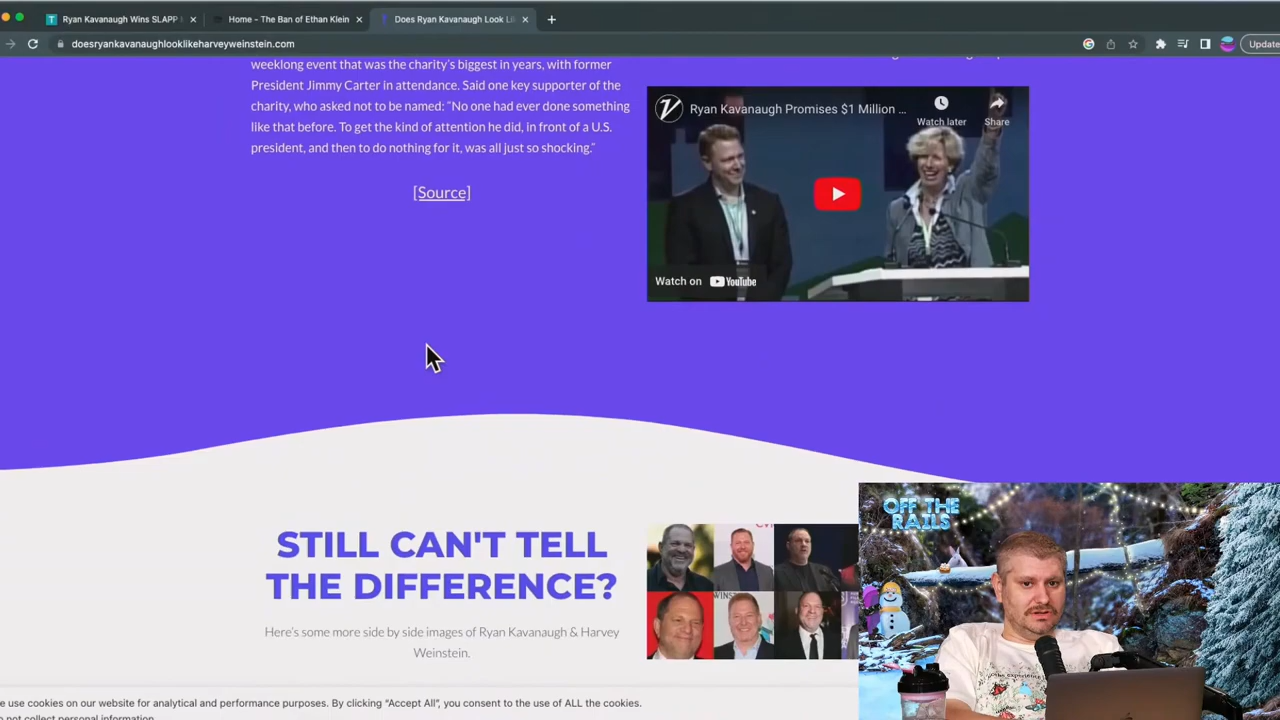 Ryan Kavanaugh Wins SLAPP
Home - The Ban of Ethan Klein
Does Ryan Kavanaugh Look Li
doesryankavanaughlooklikeharveyweinstein.com
Update
weeklong event that was the charity's biggest in years, with former
President Jimmy Carter in attendance. Said one key supporter of the
charity, who asked not to be named: "No one had ever done something
like that before. To get the kind of attention he did, in front of a U.S.
president, and then to do nothing for it, was all just so shocking."
[Source]
Ryan Kavanaugh Promises $1 Million ...
Watch later
Share
Watch on YouTube
STILL CAN'T TELL
THE DIFFERENCE?
Here's some more side by side images of Ryan Kavanaugh & Harvey
Weinstein.
OFF THE
RAILS
e use cookies on our website for analytical and performance purposes. By clicking "Accept All", you consent to the use of ALL the cookies.
o not collect personal information